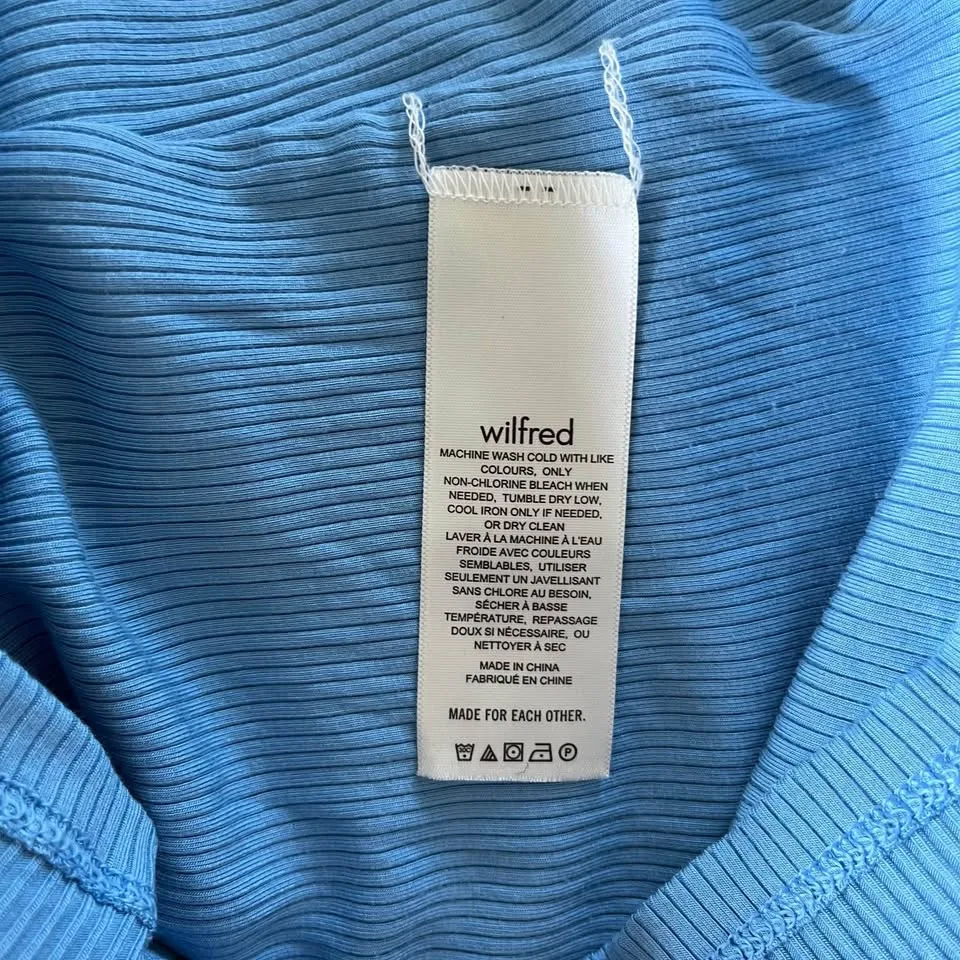 wilfred
MACHINE WASH COLD WITH LIKE
COLOURS, ONLY
NON-CHLORINE BLEACH WHEN
NEEDED, TUMBLE DRY LOW,
COOL IRON ONLY IF NEEDED,
OR DRY CLEAN
LAVER À LA MACHINE À L'EAU
FROIDE AVEC COULEURS
SEMBLABLES, UTILISER
SEULEMENT UN JAVELLISANT
SANS CHLORE AU BESOIN,
SÉCHER À BASSE
TEMPÉRATURE, REPASSAGE
DOUX SI NÉCESSAIRE, OU
NETTOYER À SEC
MADE IN CHINA
FABRIQUÉ EN CHINE
MADE FOR EACH OTHER.
P